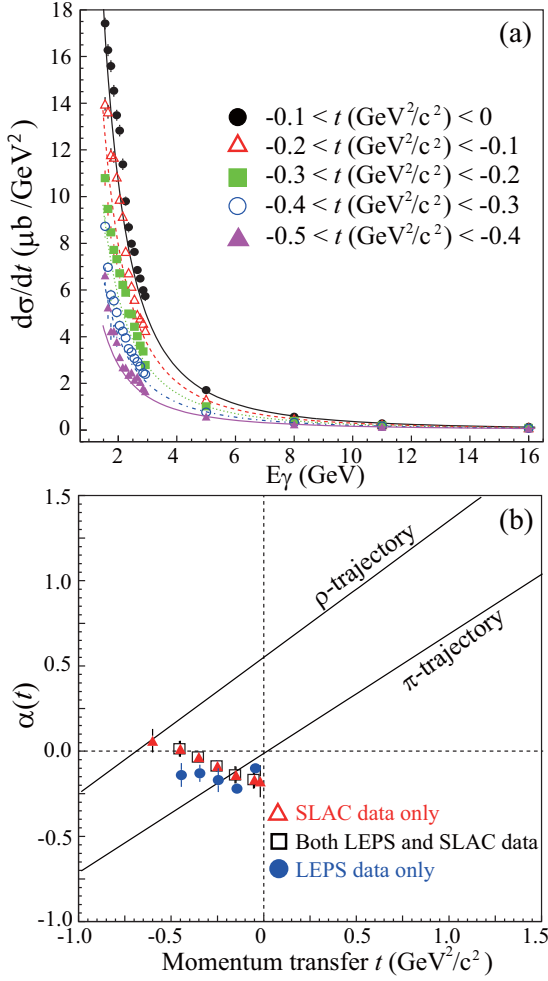 (a)
-0.1 < t (GeV²/c²) < 0
-0.2 < t (GeV²/c²) < -0.1
-0.3 < t (GeV²/c²) < -0.2
-0.4 < t (GeV²/c²) < -0.3
-0.5 < t (GeV²/c²) < -0.4
dσ/dt (μb /GeV²)
18
16
14
12
10
8
6
4
2
0
2 4 6 8 10 12 14 16
Eγ (GeV)
(b)
ρ-trajectory
π-trajectory
α(t)
1.5
1.0
0.5
0.0
-0.5
-1.0
SLAC data only
Both LEPS and SLAC data
LEPS data only
-1.0 -0.5 0 0.5 1.0 1.5
Momentum transfer t (GeV²/c²)